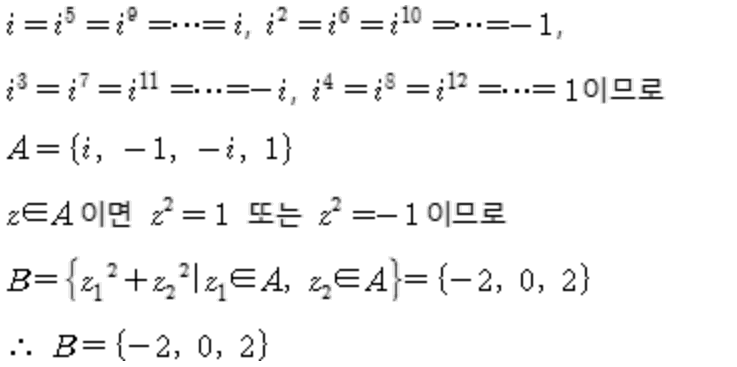 i = i⁵ = i⁹ = ⋯ = i, i² = i⁶ = i¹⁰ = ⋯ = −1,
i³ = i⁷ = i¹¹ = ⋯ = −i, i⁴ = i⁸ = i¹² = ⋯ = 1이므로
A = {i, −1, −i, 1}
z∈A이면 z² = 1 또는 z² = −1이므로
B = {z₁² + z₂² | z₁∈A, z₂∈A} = {−2, 0, 2}
∴ B = {−2, 0, 2}